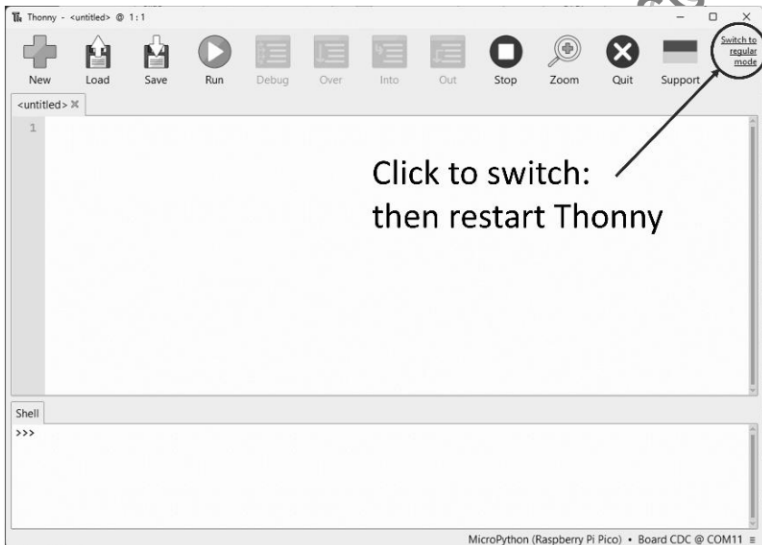 Thonny - <untitled> @ 1:1
Switch to
regular
mode
New Load Save Run Debug Over Into Out Stop Zoom Quit Support
<untitled>
1
Click to switch:
then restart Thonny
Shell
>>>
MicroPython (Raspberry Pi Pico) • Board CDC @ COM11 ≡